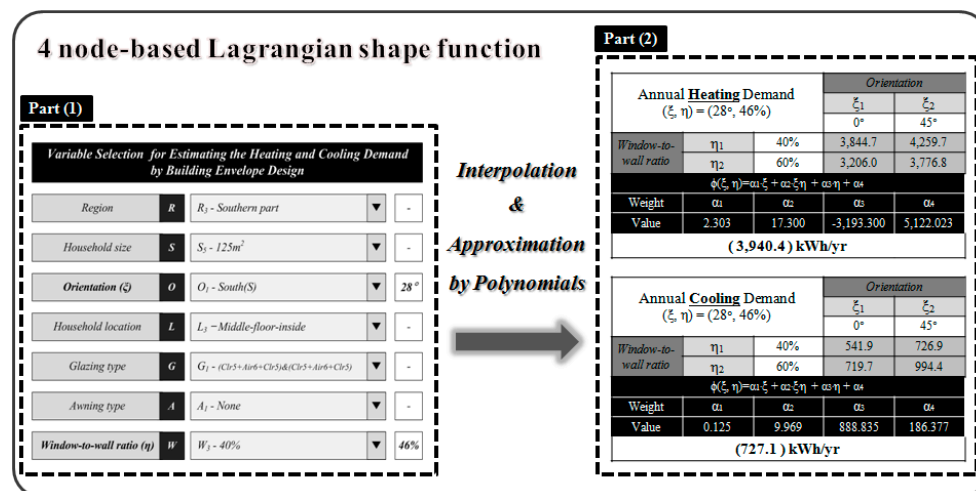 4 node-based Lagrangian shape function
Part (1)
Variable Selection for Estimating the Heating and Cooling Demand
by Building Envelope Design
Region R R3 - Southern part ▼ -
Household size S S5 - 125m² ▼ -
Orientation (ξ) O O1 - South(S) ▼ 28°
Household location L L3 –Middle-floor-inside ▼ -
Glazing type G G1 - (Clr5+Air6+Clr5)&(Clr5+Air6+Clr5) ▼ -
Awning type A A1 - None ▼ -
Window-to-wall ratio (η) W W3 - 40% ▼ 46%
Interpolation
&
Approximation
by Polynomials
Part (2)
Annual Heating Demand
(ξ, η) = (28°, 46%)
Orientation
ξ1 ξ2
0° 45°
Window-to-
wall ratio
η1 40% 3,844.7 4,259.7
η2 60% 3,206.0 3,776.8
ϕ(ξ, η)=α1·ξ + α2·ξη + α3·η + α4
Weight α1 α2 α3 α4
Value 2.303 17.300 -3,193.300 5,122.023
(3,940.4) kWh/yr
Annual Cooling Demand
(ξ, η) = (28°, 46%)
Orientation
ξ1 ξ2
0° 45°
Window-to-
wall ratio
η1 40% 541.9 726.9
η2 60% 719.7 994.4
ϕ(ξ, η)=α1·ξ + α2·ξη + α3·η + α4
Weight α1 α2 α3 α4
Value 0.125 9.969 888.835 186.377
(727.1) kWh/yr